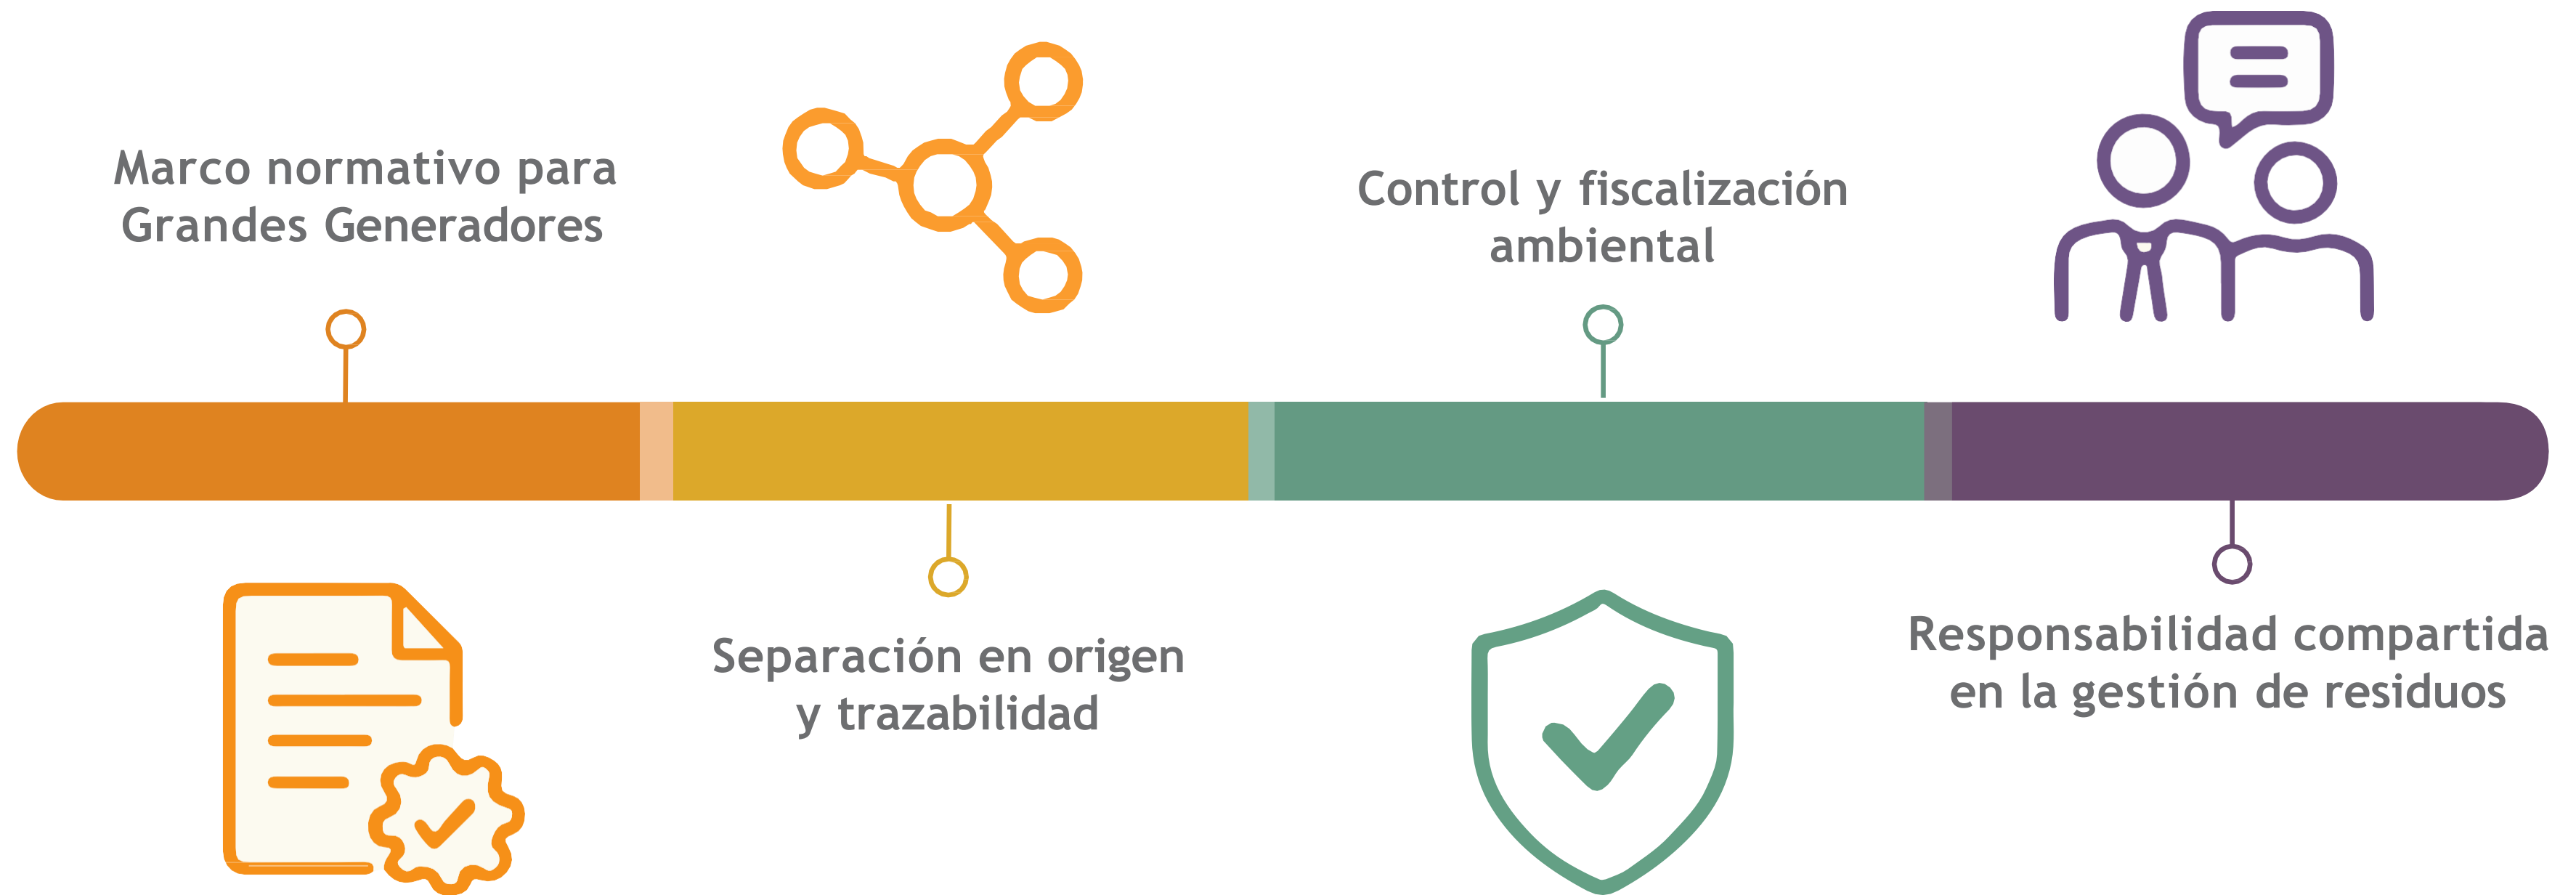 Marco normativo para
Grandes Generadores
Separación en origen
y trazabilidad
Control y fiscalización
ambiental
Responsabilidad compartida
en la gestión de residuos